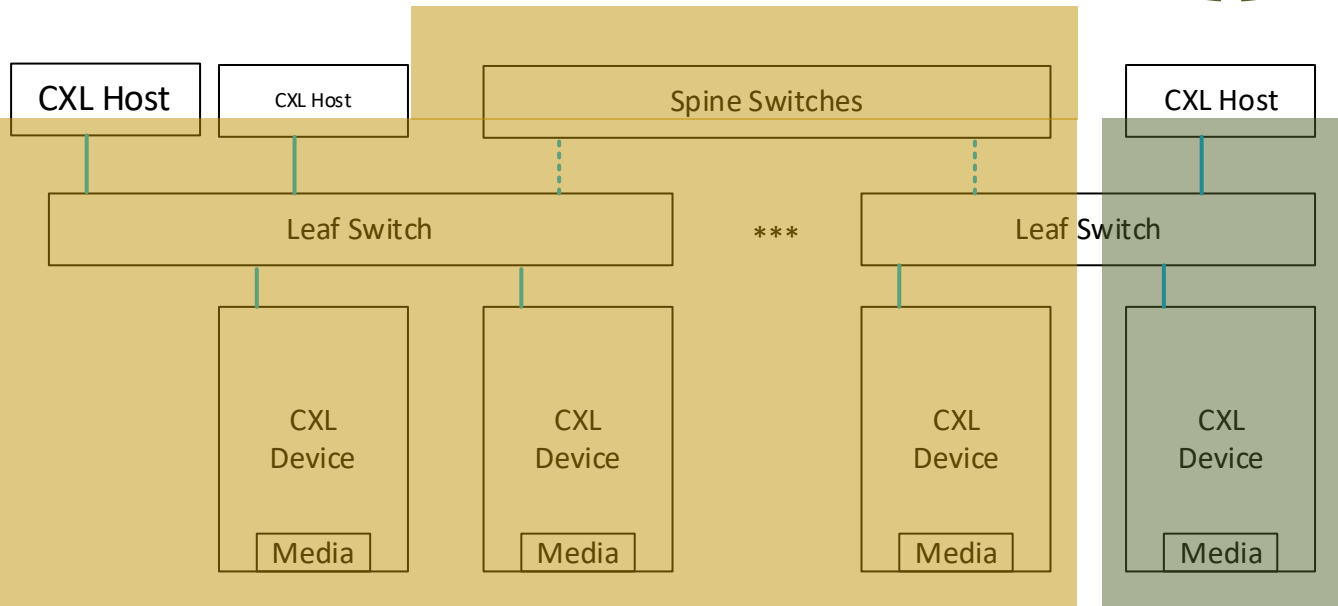 CXL Host
CXL Host
Spine Switches
CXL Host
Leaf Switch
***
Leaf Switch
CXL
Device
Media
CXL
Device
Media
CXL
Device
Media
CXL
Device
Media